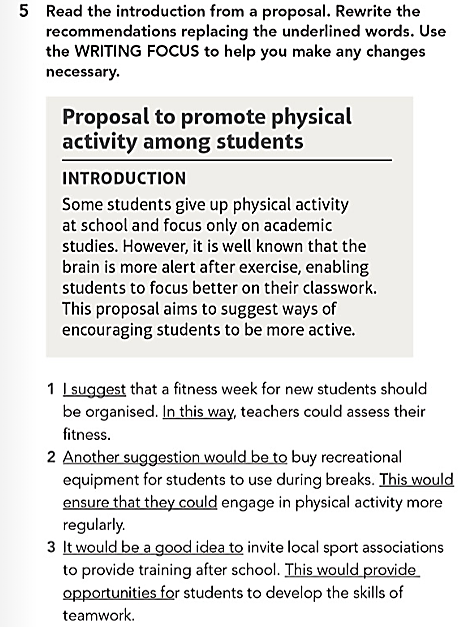 5 Read the introduction from a proposal. Rewrite the
recommendations replacing the underlined words. Use
the WRITING FOCUS to help you make any changes
necessary.
Proposal to promote physical
activity among students
INTRODUCTION
Some students give up physical activity
at school and focus only on academic
studies. However, it is well known that the
brain is more alert after exercise, enabling
students to focus better on their classwork.
This proposal aims to suggest ways of
encouraging students to be more active.
1 I suggest that a fitness week for new students should
be organised. In this way, teachers could assess their
fitness.
2 Another suggestion would be to buy recreational
equipment for students to use during breaks. This would
ensure that they could engage in physical activity more
regularly.
3 It would be a good idea to invite local sport associations
to provide training after school. This would provide
opportunities for students to develop the skills of
teamwork.